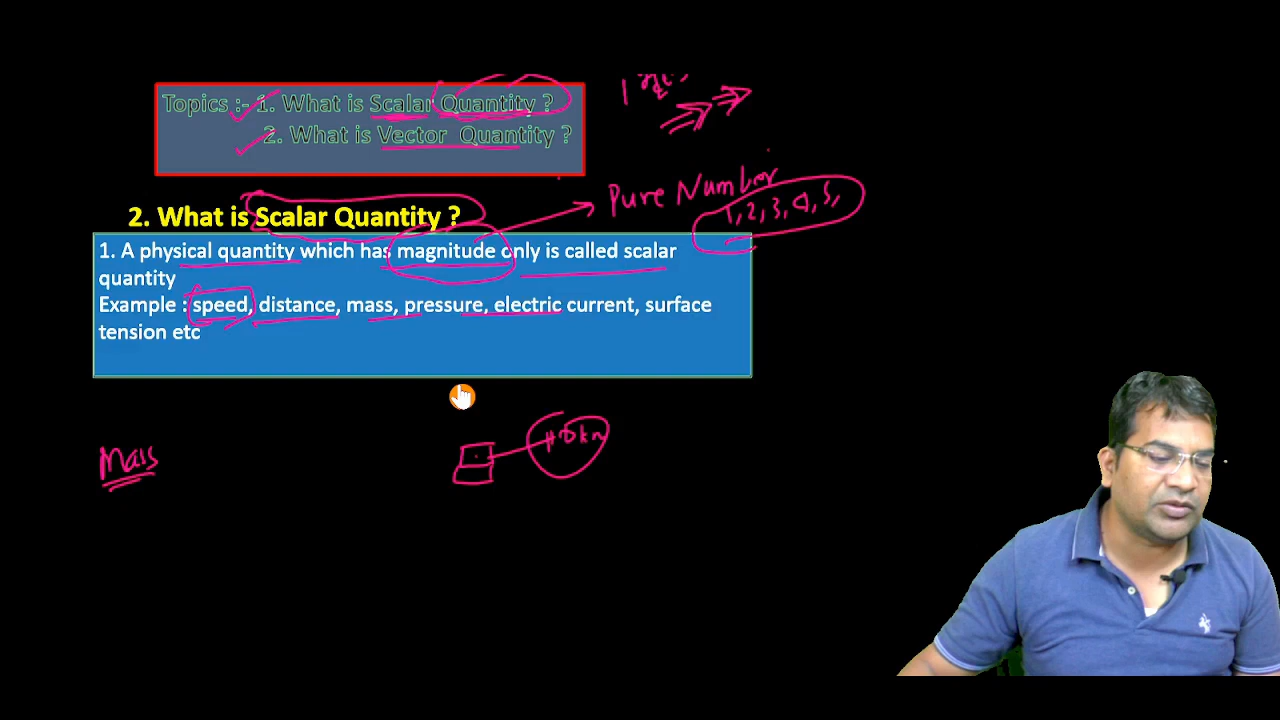 Topics :- 1. What is Scalar Quantity ?
2. What is Vector Quantity ?
Pure Number
1, 2, 3, 4, 5,
2. What is Scalar Quantity ?
1. A physical quantity which has magnitude only is called scalar
quantity
Example : speed, distance, mass, pressure, electric current, surface
tension etc
Mass